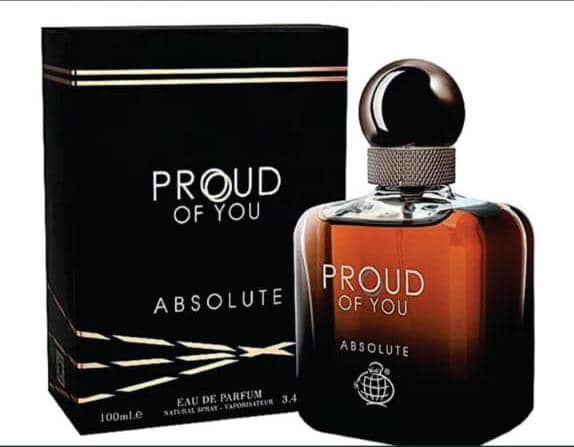 PROUD
OF YOU
ABSOLUTE
EAU DE PARFUM
NATURAL SPRAY - VAPORISATEUR
100ml.e
3.4
PROUD
OF YOU
ABSOLUTE